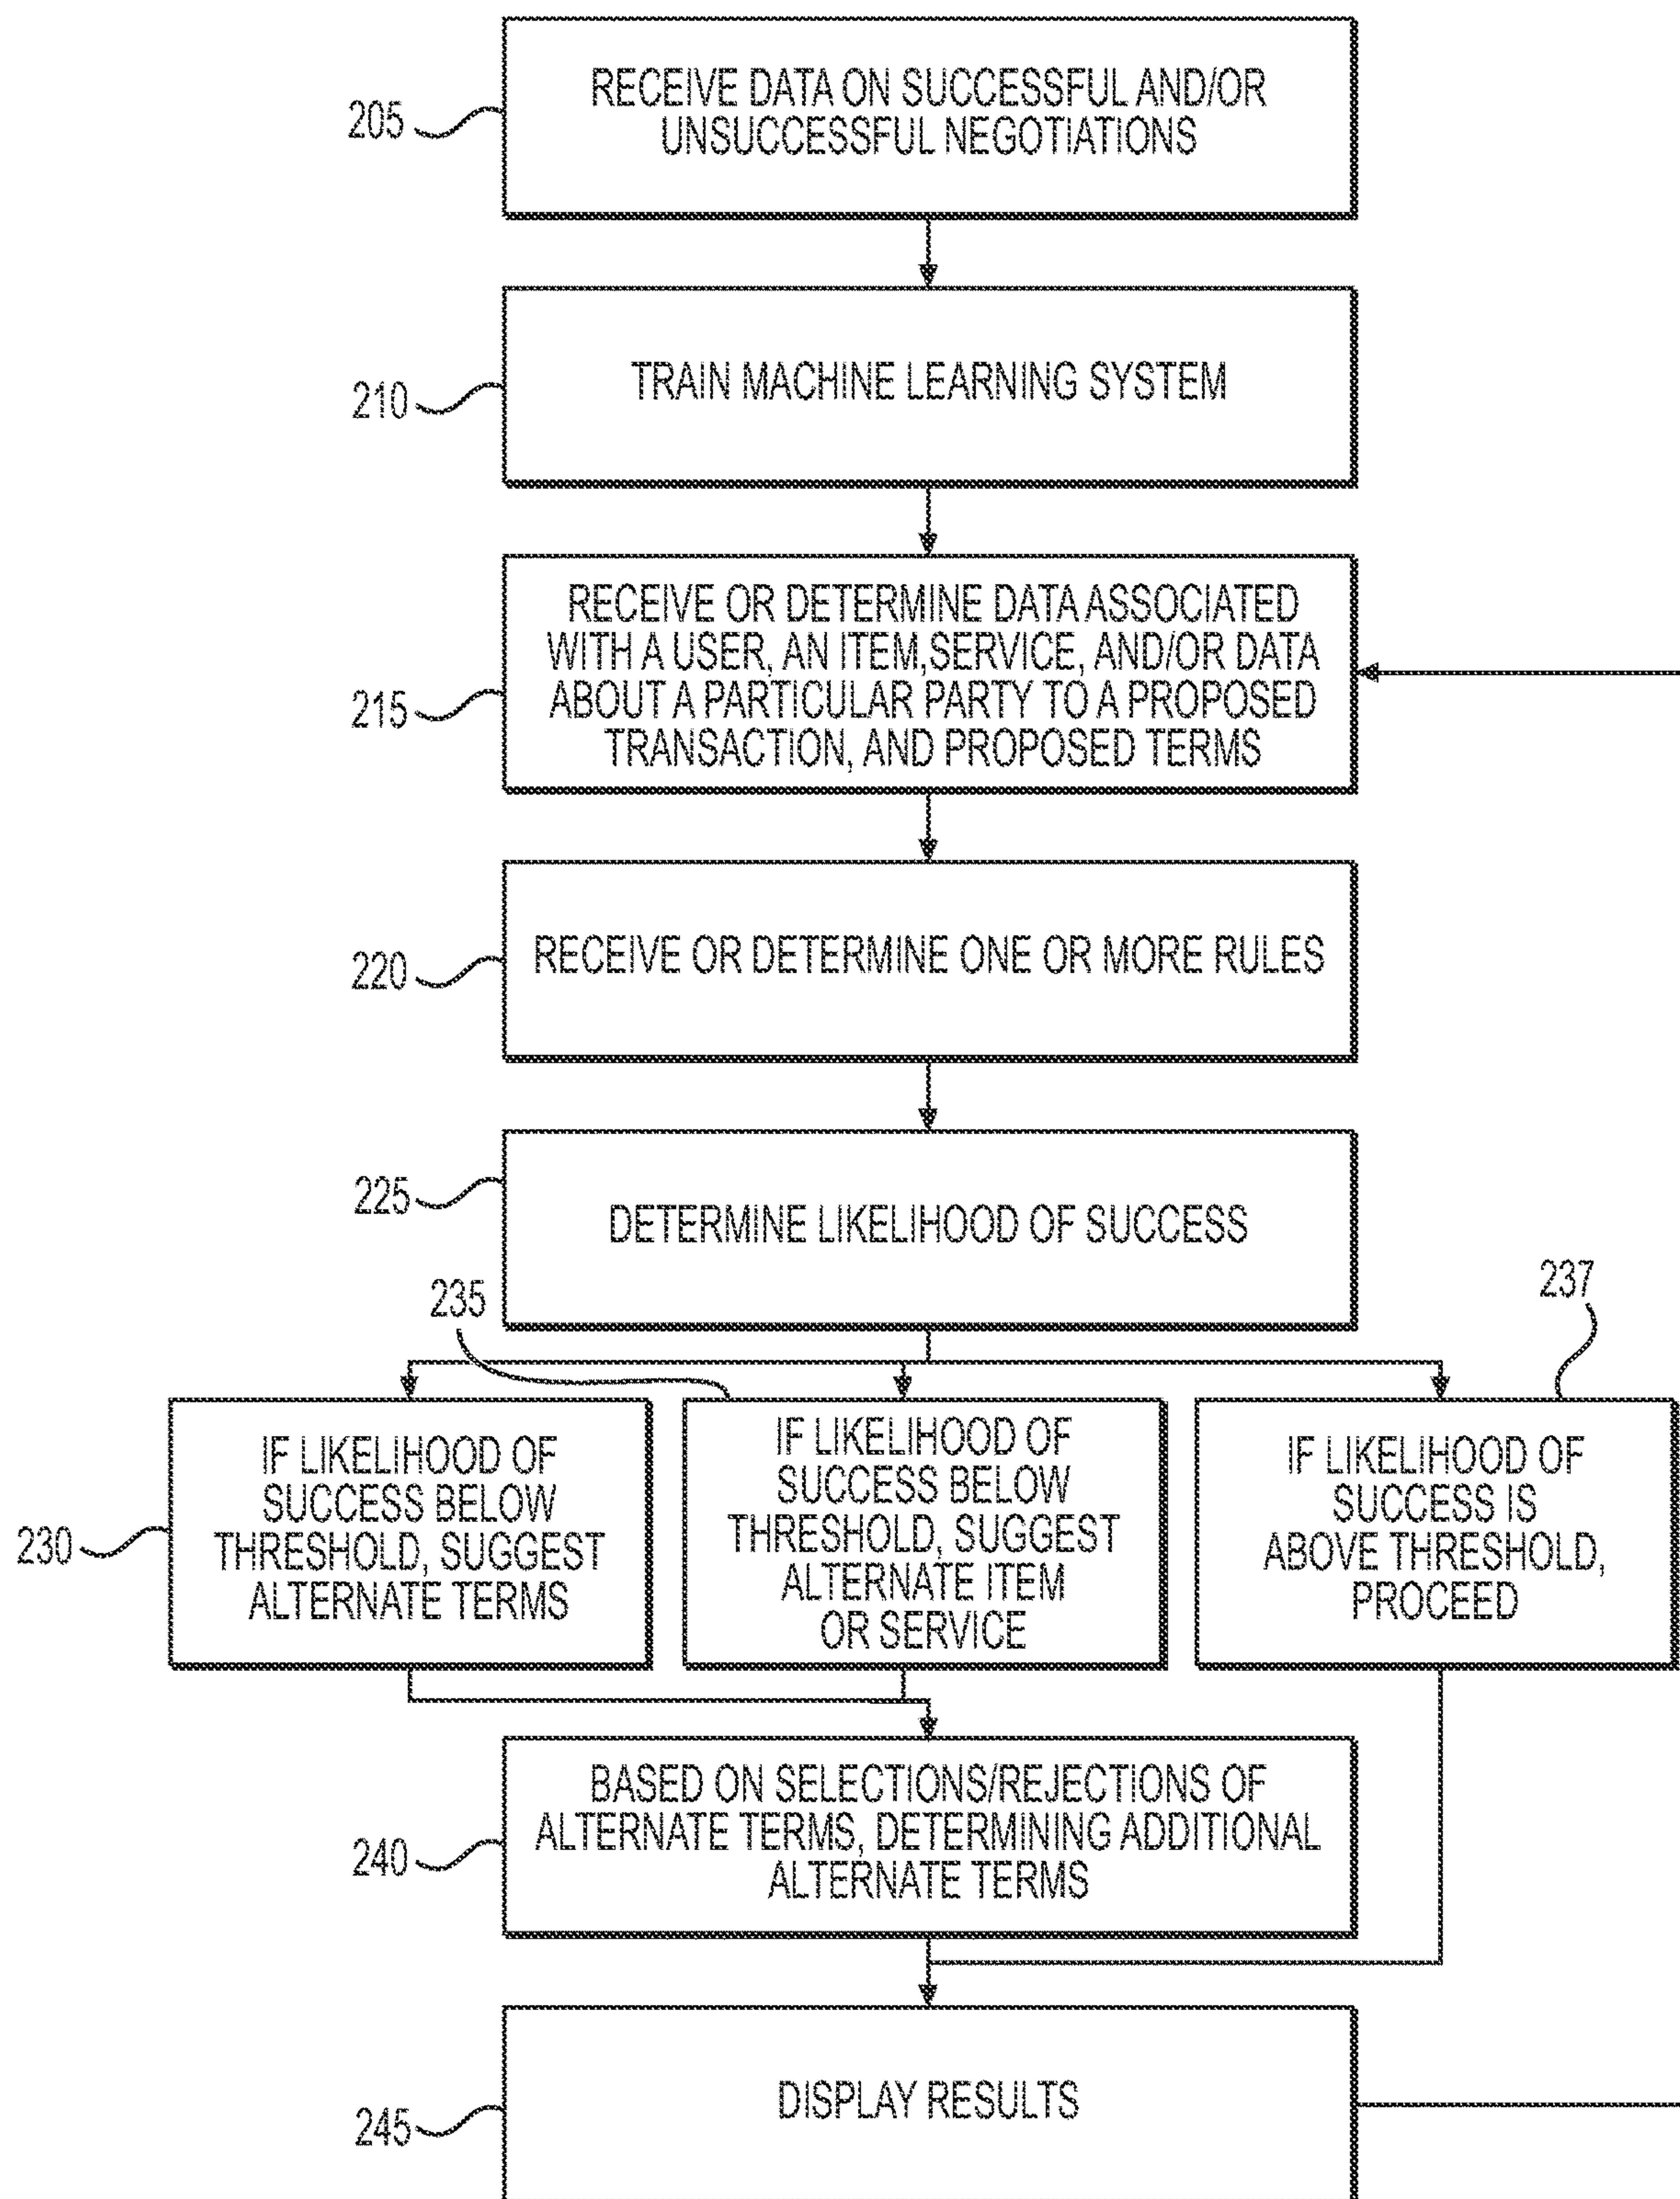 205
RECEIVE DATA ON SUCCESSFUL AND/OR
UNSUCCESSFUL NEGOTIATIONS
210
TRAIN MACHINE LEARNING SYSTEM
215
RECEIVE OR DETERMINE DATA ASSOCIATED
WITH A USER, AN ITEM,SERVICE, AND/OR DATA
ABOUT A PARTICULAR PARTY TO A PROPOSED
TRANSACTION, AND PROPOSED TERMS
220
RECEIVE OR DETERMINE ONE OR MORE RULES
225
DETERMINE LIKELIHOOD OF SUCCESS
230
IF LIKELIHOOD OF
SUCCESS BELOW
THRESHOLD, SUGGEST
ALTERNATE TERMS
235
IF LIKELIHOOD OF
SUCCESS BELOW
THRESHOLD, SUGGEST
ALTERNATE ITEM
OR SERVICE
237
IF LIKELIHOOD OF
SUCCESS IS
ABOVE THRESHOLD,
PROCEED
240
BASED ON SELECTIONS/REJECTIONS OF
ALTERNATE TERMS, DETERMINING ADDITIONAL
ALTERNATE TERMS
245
DISPLAY RESULTS